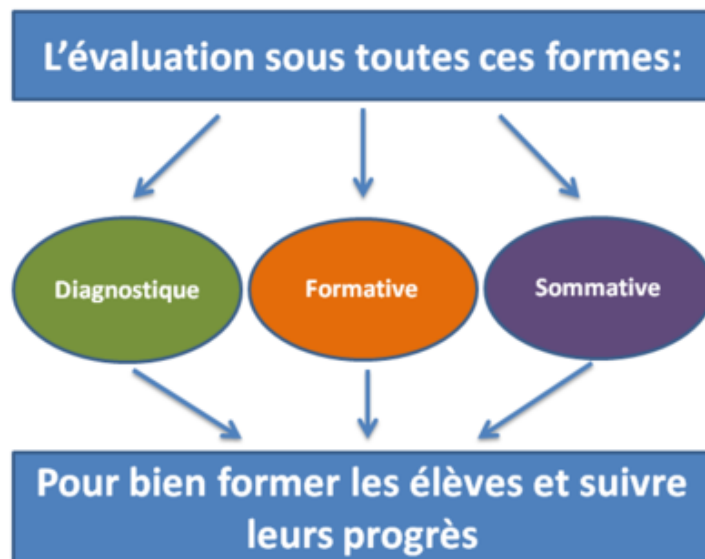 L'évaluation sous toutes ces formes:
Diagnostique
Formative
Sommative
Pour bien former les élèves et suivre
leurs progrès